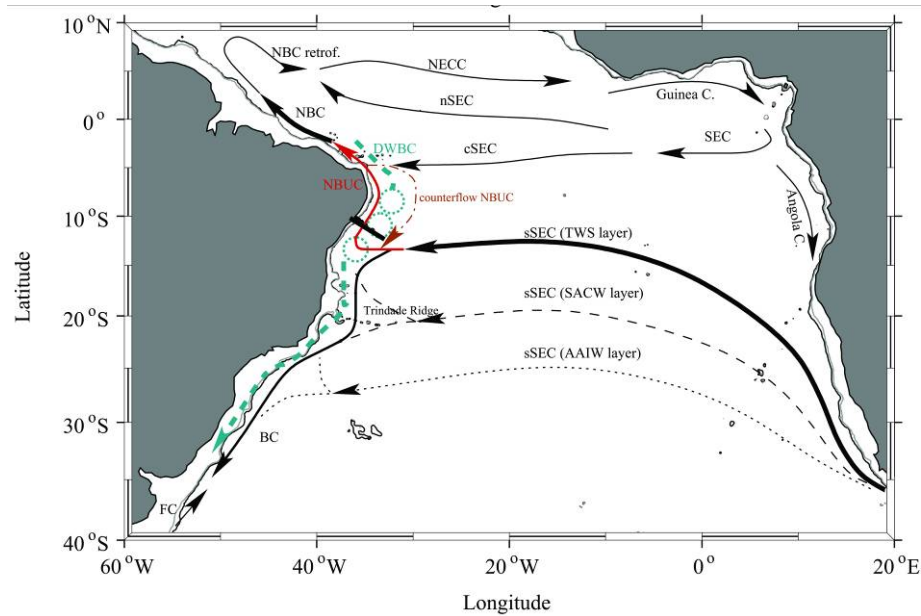 10°N
0°
10°S
20°S
30°S
40°S
Latitude
60°W
40°W
20°W
0°
20°E
Longitude
NBC retrof.
NECC
nSEC
Guinea C.
NBC
SEC
cSEC
DWBC
NBUC
counterflow NBUC
Angola C.
sSEC (TWS layer)
sSEC (SACW layer)
Trindade Ridge
sSEC (AAIW layer)
BC
FC